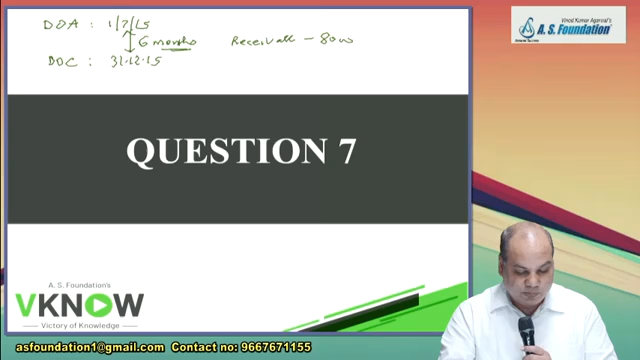 DOA : 1/7/15
6 months
Receivable - 8000
DOC : 31.12.15
QUESTION 7
A. S. Foundation's
VKNOW
Victory of Knowledge
Vinod Kumar Agarwal's
A. S. Foundation
asfoundation1@gmail.com Contact no: 9667671155